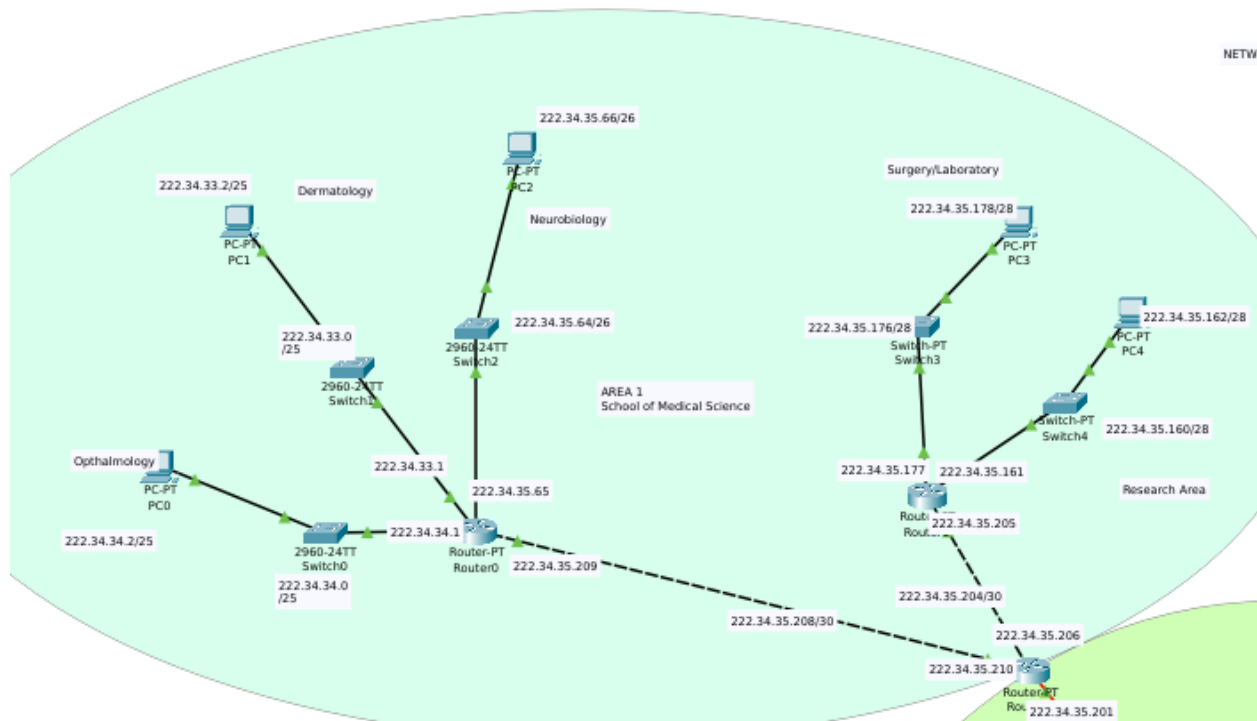 NETW
222.34.35.66/26
PC-PT
PC2
Neurobiology
222.34.33.2/25
Dermatology
PC-PT
PC1
Surgery/Laboratory
222.34.35.178/28
PC-PT
PC3
222.34.35.162/28
PC-PT
PC4
222.34.33.0
/25
2960-24TT
Switch1
222.34.35.64/26
2960-24TT
Switch2
222.34.35.176/28
Switch-PT
Switch3
Switch-PT
Switch4
222.34.35.160/28
AREA 1
School of Medical Science
Opthalmology
PC-PT
PC0
222.34.34.2/25
222.34.33.1
222.34.35.65
222.34.35.177
222.34.35.161
Research Area
222.34.34.1
2960-24TT
Switch0
222.34.34.0
/25
Router-PT
Router0
222.34.35.209
222.34.35.205
222.34.35.204/30
222.34.35.208/30
222.34.35.206
222.34.35.210
Router-PT
222.34.35.201